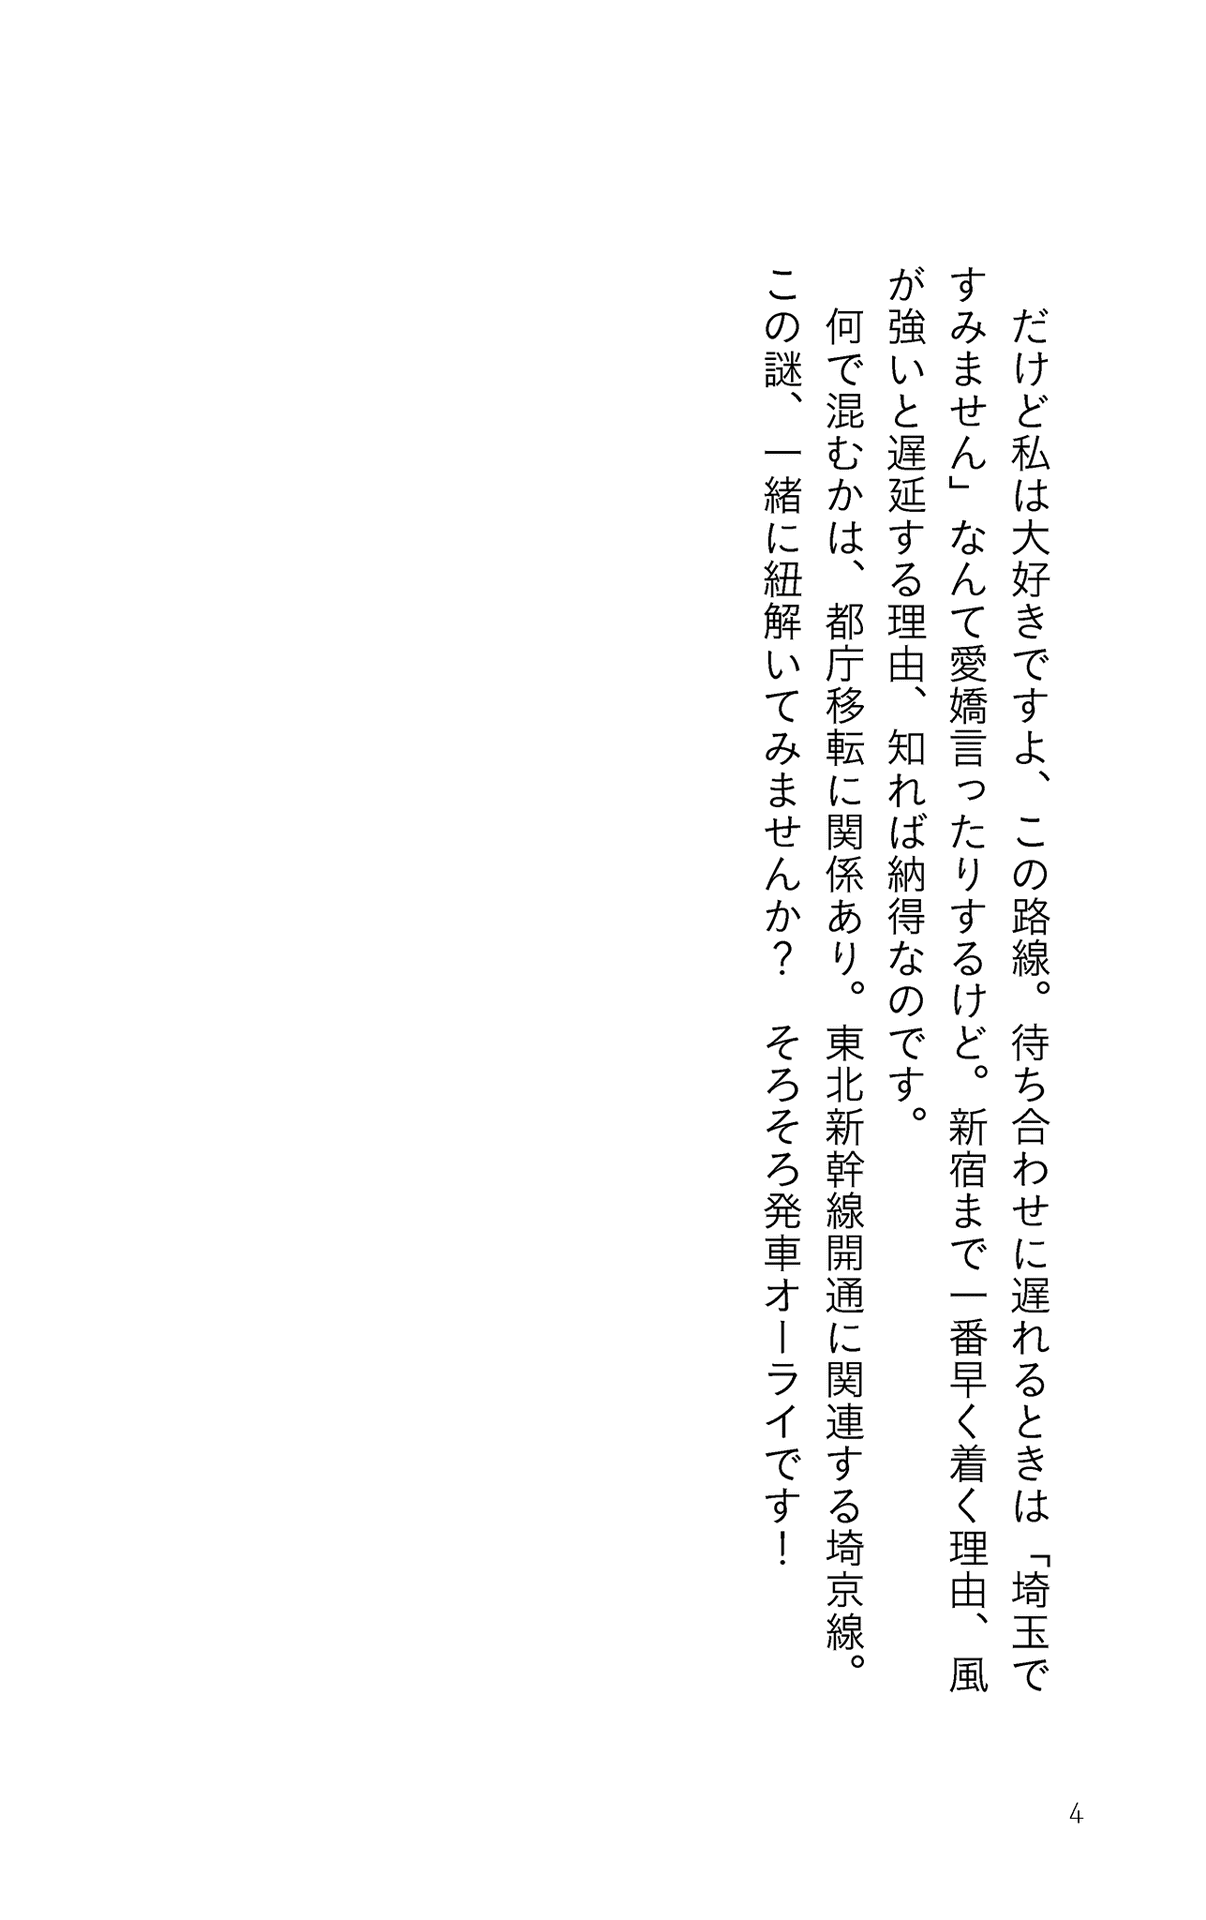 だけど私は大好きですよ、この路線。待ち合わせに遅れるときは「埼玉で
すみません」なんて愛嬌言ったりするけど。新宿まで一番早く着く理由、風
が強いと遅延する理由、知れば納得なのです。
　何で混むかは、都庁移転に関係あり。東北新幹線開通に関連する埼京線。
この謎、一緒に紐解いてみませんか？　そろそろ発車オーライです！
4